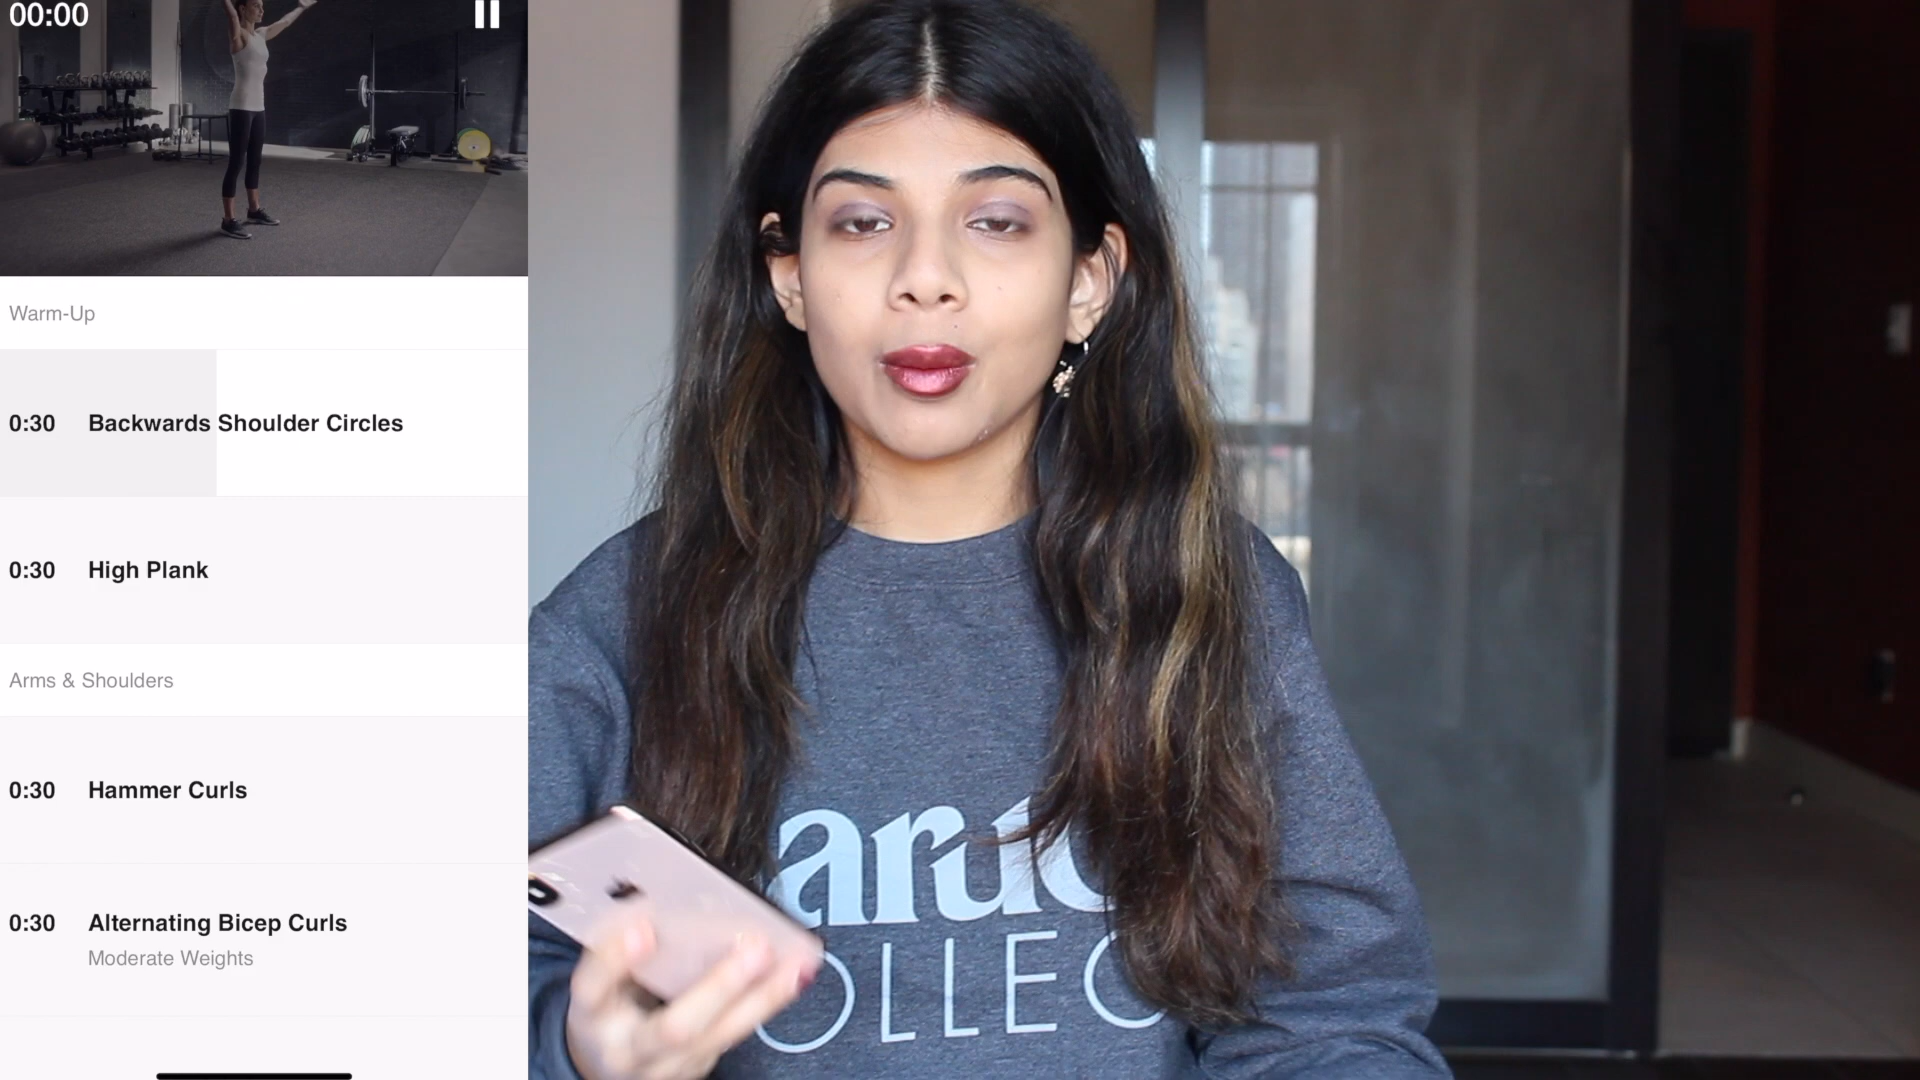 00:00
Warm-Up
0:30 Backwards Shoulder Circles
0:30 High Plank
Arms & Shoulders
0:30 Hammer Curls
0:30 Alternating Bicep Curls
Moderate Weights